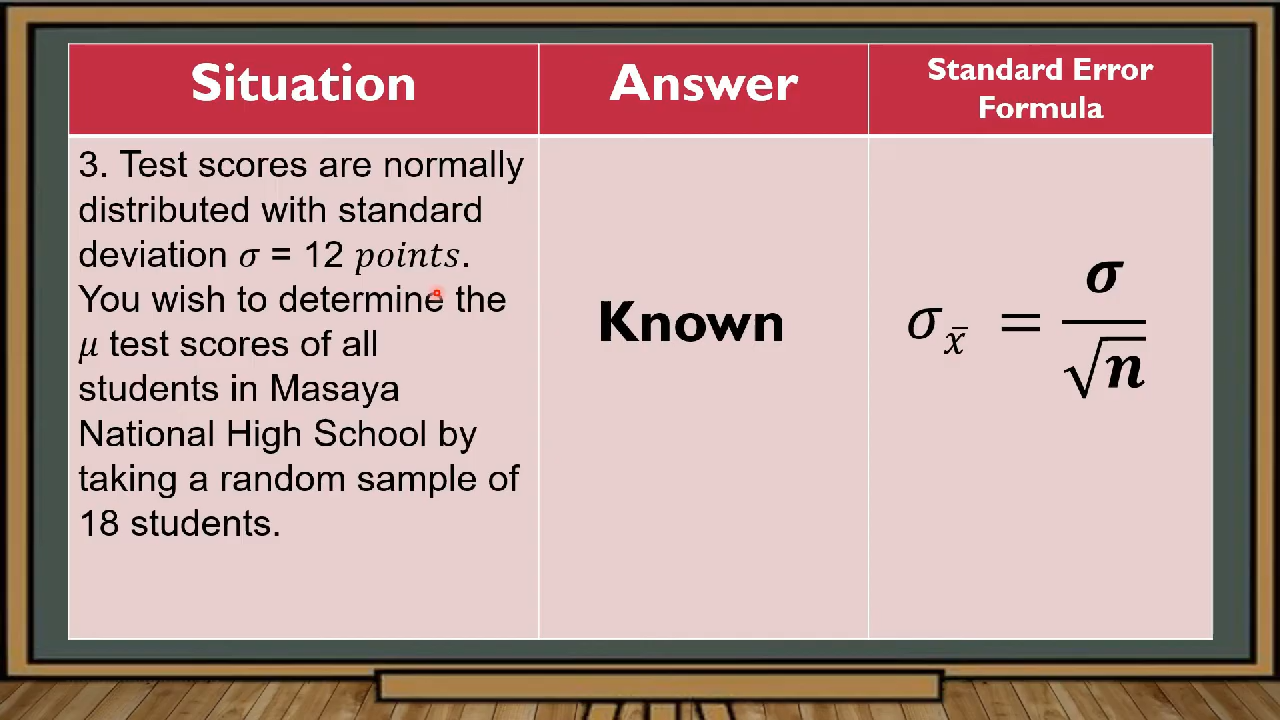 Situation
Answer
Standard Error
Formula
3. Test scores are normally
distributed with standard
deviation 𝜎 = 12 𝑝𝑜𝑖𝑛𝑡𝑠.
You wish to determine the
𝜇 test scores of all
students in Masaya
National High School by
taking a random sample of
18 students.
Known
𝜎x̄ = 𝝈/√𝒏